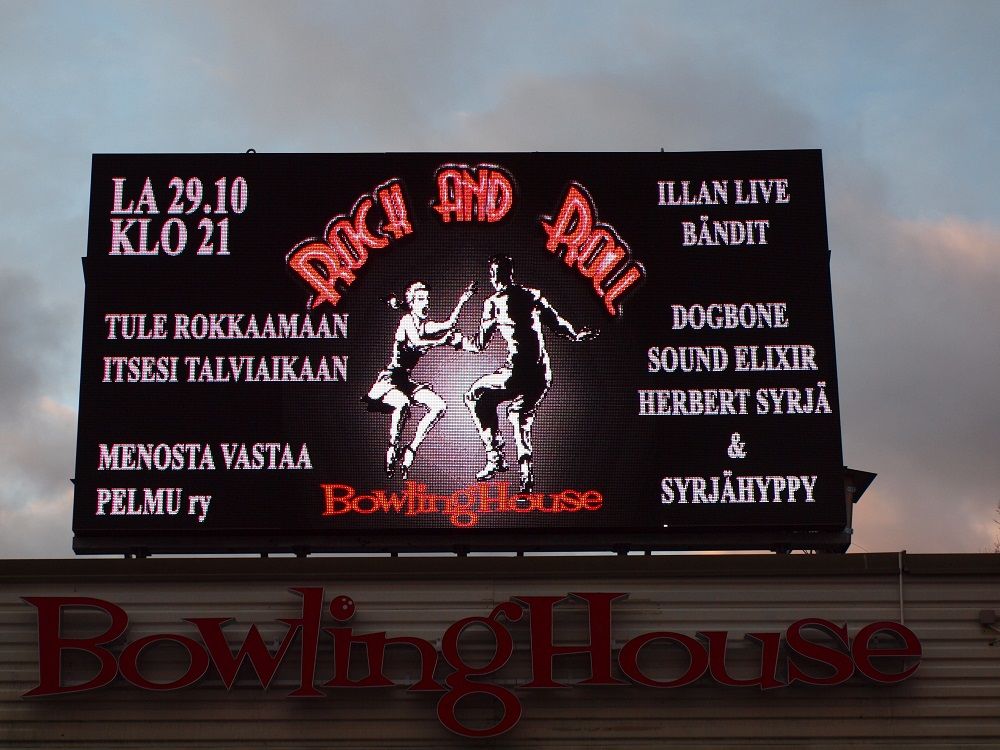 LA 29.10
KLO 21
TULE ROKKAAMAAN
ITSESI TALVIAIKAAN
MENOSTA VASTAA
PELMU ry
ROCK AND ROLL
BowlingHouse
ILLAN LIVE
BÄNDIT
DOGBONE
SOUND ELIXIR
HERBERT SYRJÄ
&
SYRJÄHYPPY
BowlingHouse